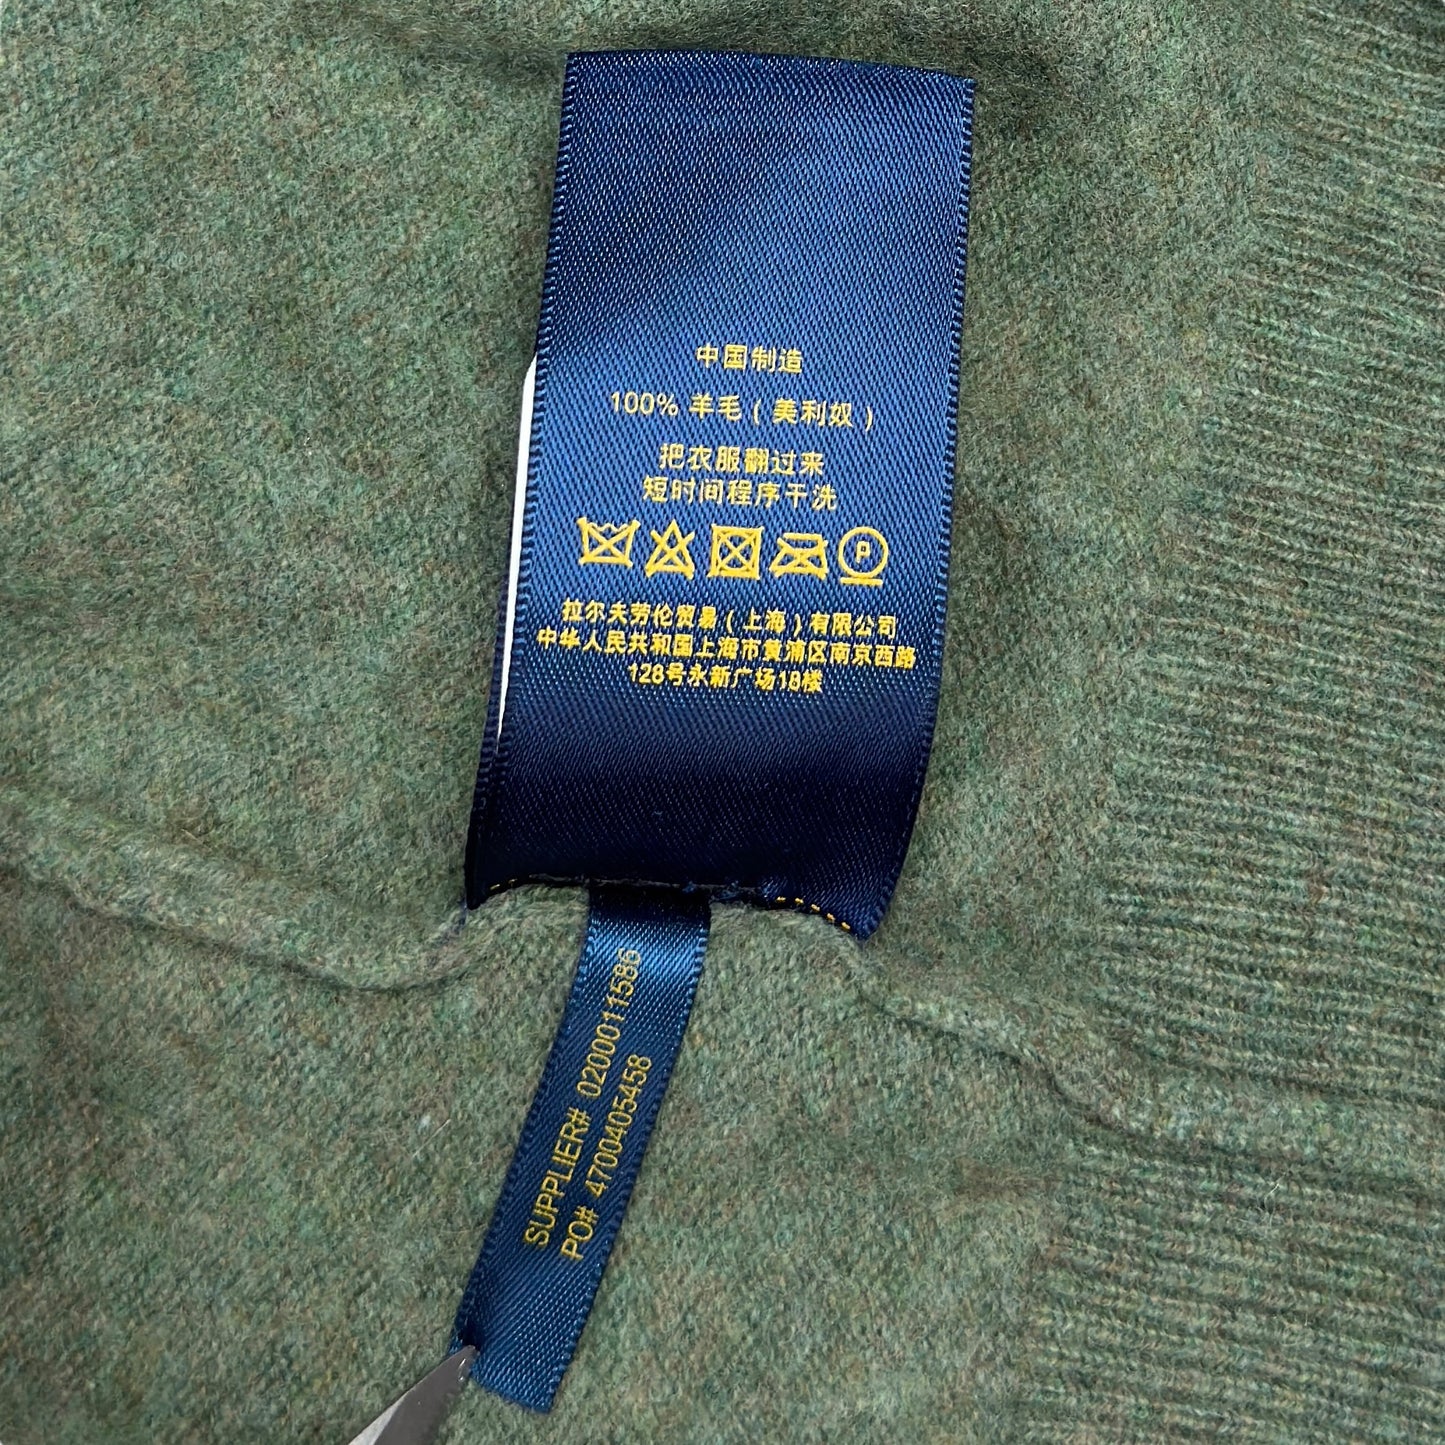 中国制造
100% 羊毛 ( 美利奴 )
把衣服翻过来
短时间程序干洗
P
拉尔夫劳伦贸易 ( 上海 ) 有限公司
中华人民共和国上海市黄浦区南京西路
128号永新广场18楼
SUPPLIER# 0200011586
PO# 4700405458